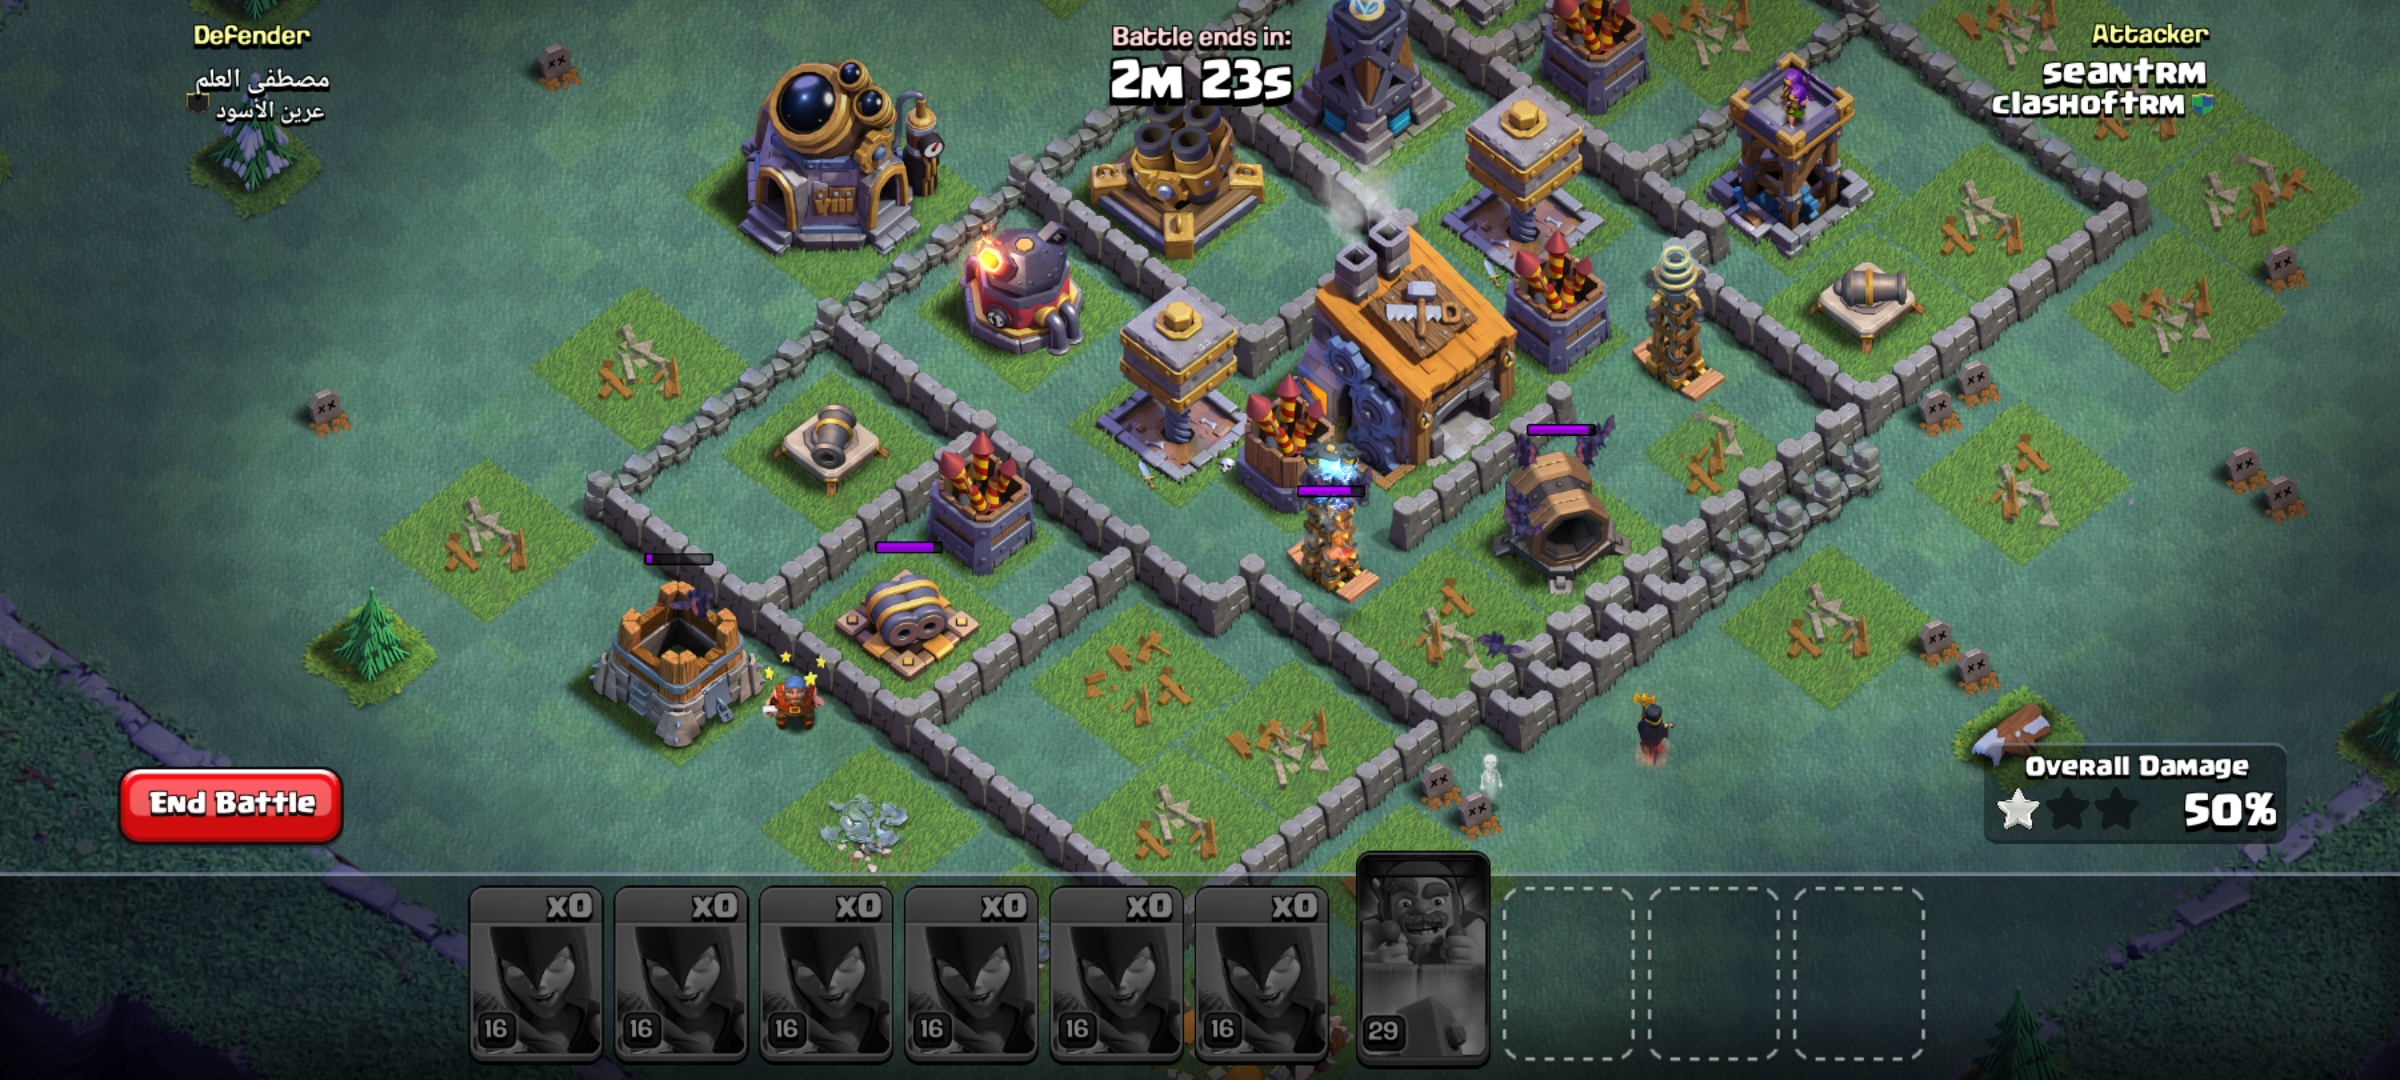 Defender
مصطفى العلم
عرين الأسود
Battle ends in:
2M 23s
Attacker
seantRM
clashoftRM
VIII
End Battle
Overall Damage
50%
x0
x0
x0
x0
x0
x0
16
16
16
16
16
16
29